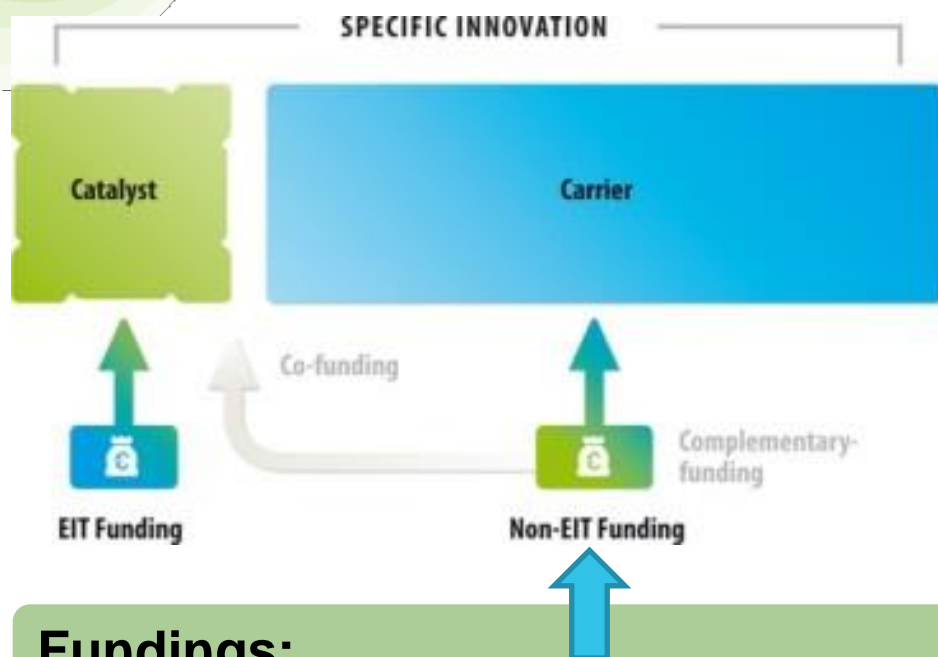 SPECIFIC INNOVATION
Catalyst
Carrier
Co-funding
Complementary-
funding
EIT Funding
Non-EIT Funding
Fundings: